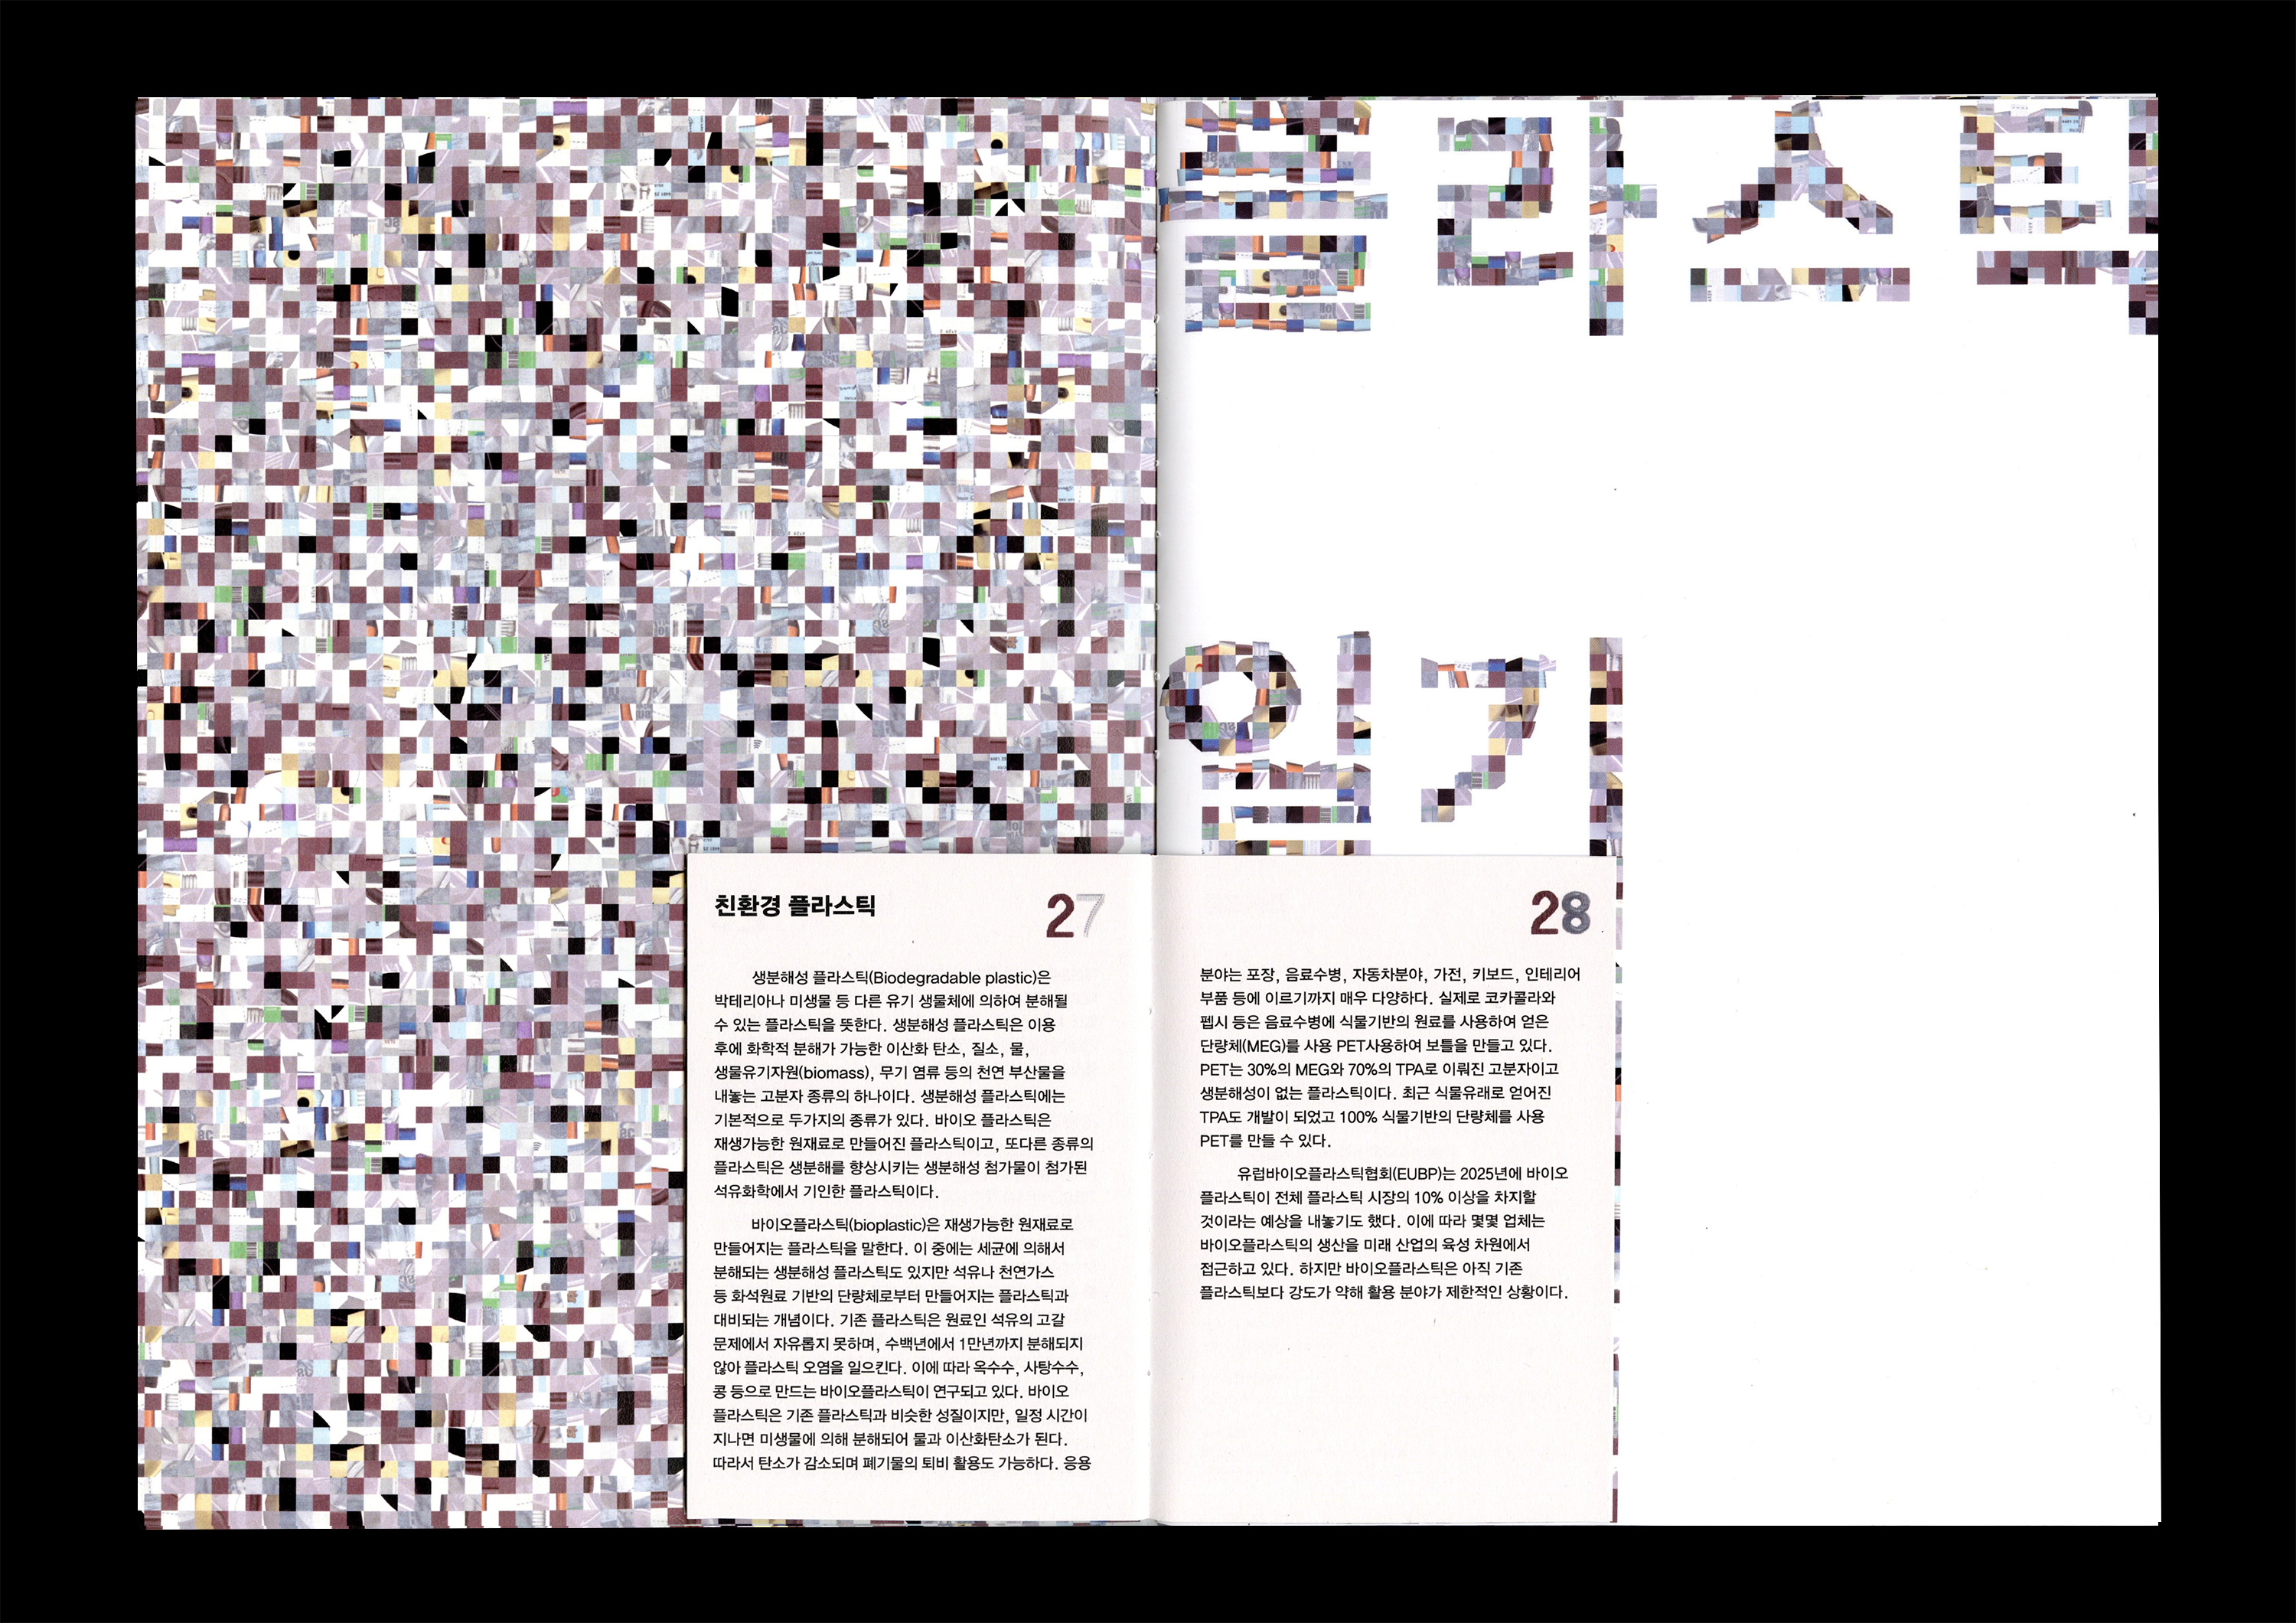 플라스틱
일기
친환경 플라스틱
27
생분해성 플라스틱(Biodegradable plastic)은
박테리아나 미생물 등 다른 유기 생물체에 의하여 분해될
수 있는 플라스틱을 뜻한다. 생분해성 플라스틱은 이용
후에 화학적 분해가 가능한 이산화 탄소, 질소, 물,
생물유기자원(biomass), 무기 염류 등의 천연 부산물을
내놓는 고분자 종류의 하나이다. 생분해성 플라스틱에는
기본적으로 두가지의 종류가 있다. 바이오 플라스틱은
재생가능한 원재료로 만들어진 플라스틱이고, 또다른 종류의
플라스틱은 생분해를 향상시키는 생분해성 첨가물이 첨가된
석유화학에서 기인한 플라스틱이다.
바이오플라스틱(bioplastic)은 재생가능한 원재료로
만들어지는 플라스틱을 말한다. 이 중에는 세균에 의해서
분해되는 생분해성 플라스틱도 있지만 석유나 천연가스
등 화석원료 기반의 단량체로부터 만들어지는 플라스틱과
대비되는 개념이다. 기존 플라스틱은 원료인 석유의 고갈
문제에서 자유롭지 못하며, 수백년에서 1만년까지 분해되지
않아 플라스틱 오염을 일으킨다. 이에 따라 옥수수, 사탕수수,
콩 등으로 만드는 바이오플라스틱이 연구되고 있다. 바이오
플라스틱은 기존 플라스틱과 비슷한 성질이지만, 일정 시간이
지나면 미생물에 의해 분해되어 물과 이산화탄소가 된다.
따라서 탄소가 감소되며 폐기물의 퇴비 활용도 가능하다. 응용
28
분야는 포장, 음료수병, 자동차분야, 가전, 키보드, 인테리어
부품 등에 이르기까지 매우 다양하다. 실제로 코카콜라와
펩시 등은 음료수병에 식물기반의 원료를 사용하여 얻은
단량체(MEG)를 사용 PET사용하여 보틀을 만들고 있다.
PET는 30%의 MEG와 70%의 TPA로 이뤄진 고분자이고
생분해성이 없는 플라스틱이다. 최근 식물유래로 얻어진
TPA도 개발이 되었고 100% 식물기반의 단량체를 사용
PET를 만들 수 있다.
유럽바이오플라스틱협회(EUBP)는 2025년에 바이오
플라스틱이 전체 플라스틱 시장의 10% 이상을 차지할
것이라는 예상을 내놓기도 했다. 이에 따라 몇몇 업체는
바이오플라스틱의 생산을 미래 산업의 육성 차원에서
접근하고 있다. 하지만 바이오플라스틱은 아직 기존
플라스틱보다 강도가 약해 활용 분야가 제한적인 상황이다.